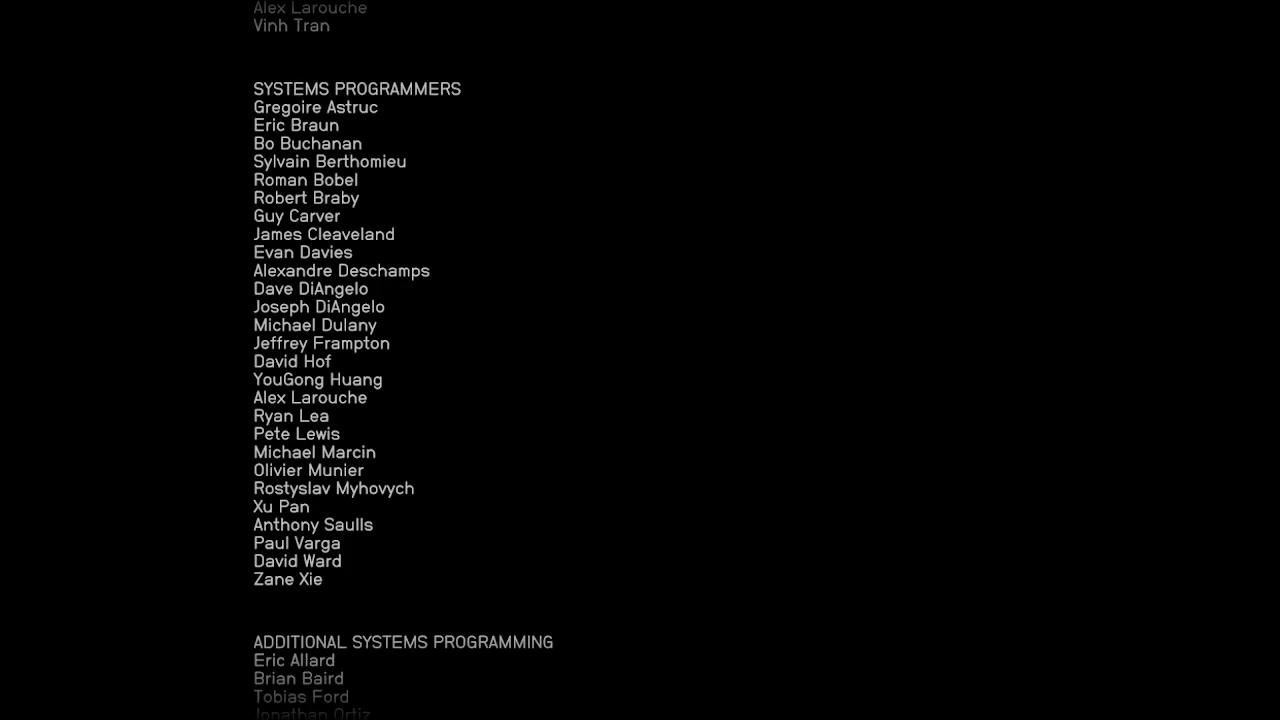 Alex Larouche
Vinh Tran
SYSTEMS PROGRAMMERS
Gregoire Astruc
Eric Braun
Bo Buchanan
Sylvain Berthomieu
Roman Bobel
Robert Braby
Guy Carver
James Cleaveland
Evan Davies
Alexandre Deschamps
Dave DiAngelo
Joseph DiAngelo
Michael Dulany
Jeffrey Frampton
David Hof
YouGong Huang
Alex Larouche
Ryan Lea
Pete Lewis
Michael Marcin
Olivier Munier
Rostyslav Myhovych
Xu Pan
Anthony Saulls
Paul Varga
David Ward
Zane Xie
ADDITIONAL SYSTEMS PROGRAMMING
Eric Allard
Brian Baird
Tobias Ford
Jonathan Ortiz